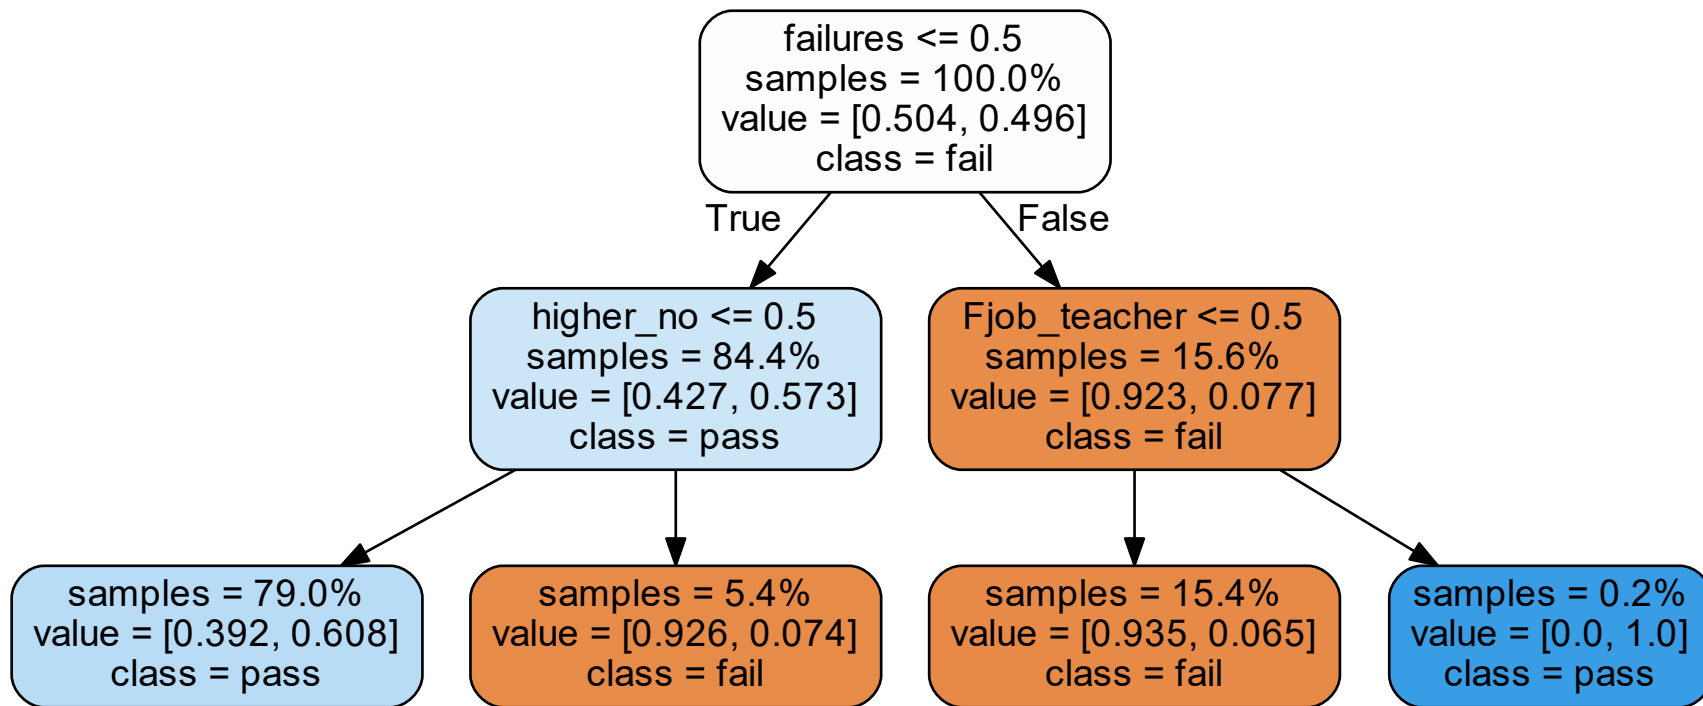 failures <= 0.5
samples = 100.0%
value = [0.504, 0.496]
class = fail
True
False
higher_no <= 0.5
samples = 84.4%
value = [0.427, 0.573]
class = pass
Fjob_teacher <= 0.5
samples = 15.6%
value = [0.923, 0.077]
class = fail
samples = 79.0%
value = [0.392, 0.608]
class = pass
samples = 5.4%
value = [0.926, 0.074]
class = fail
samples = 15.4%
value = [0.935, 0.065]
class = fail
samples = 0.2%
value = [0.0, 1.0]
class = pass